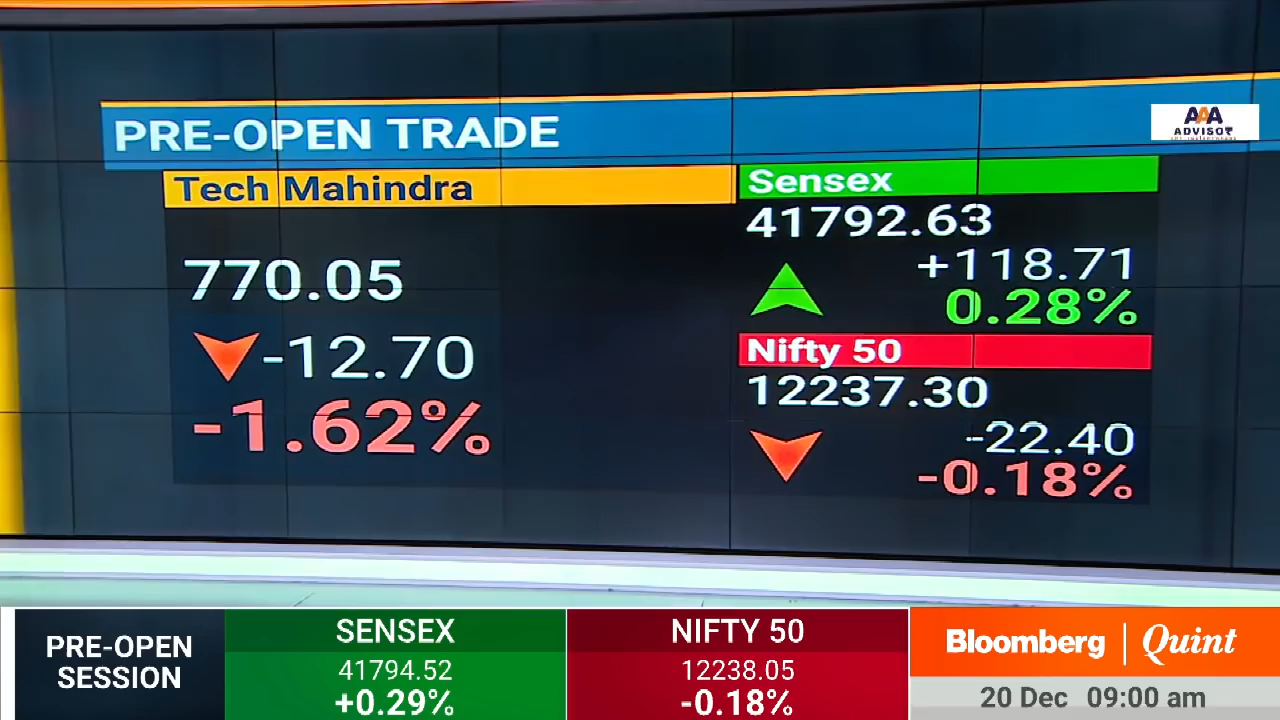 PRE-OPEN TRADE
AAA
ADVISOR
Tech Mahindra
770.05
-12.70
-1.62%
Sensex
41792.63
+118.71
0.28%
Nifty 50
12237.30
-22.40
-0.18%
PRE-OPEN
SESSION
SENSEX
41794.52
+0.29%
NIFTY 50
12238.05
-0.18%
Bloomberg | Quint
20 Dec 09:00 am